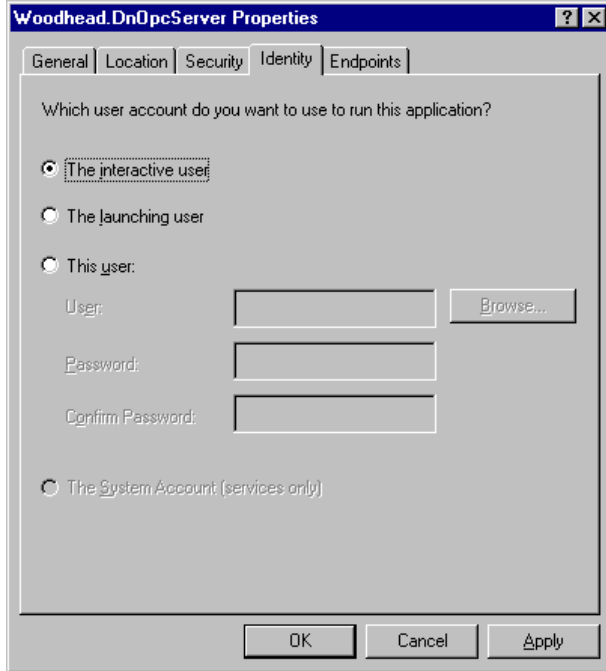 Woodhead.DnOpcServer Properties ? X
General Location Security Identity Endpoints
Which user account do you want to use to run this application?
The interactive user
The launching user
This user:
User: Browse...
Password:
Confirm Password:
The System Account (services only)
OK Cancel Apply